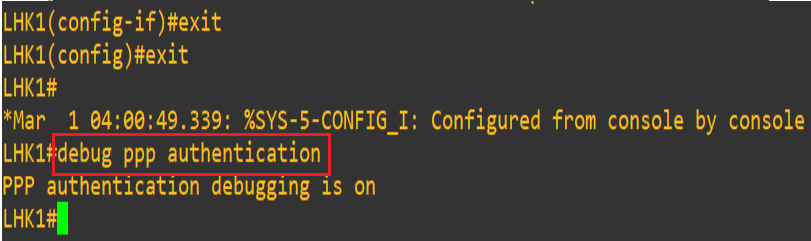 LHK1(config-if)#exit
LHK1(config)#exit
LHK1#
*Mar  1 04:00:49.339: %SYS-5-CONFIG_I: Configured from console by console
LHK1#debug ppp authentication
PPP authentication debugging is on
LHK1#